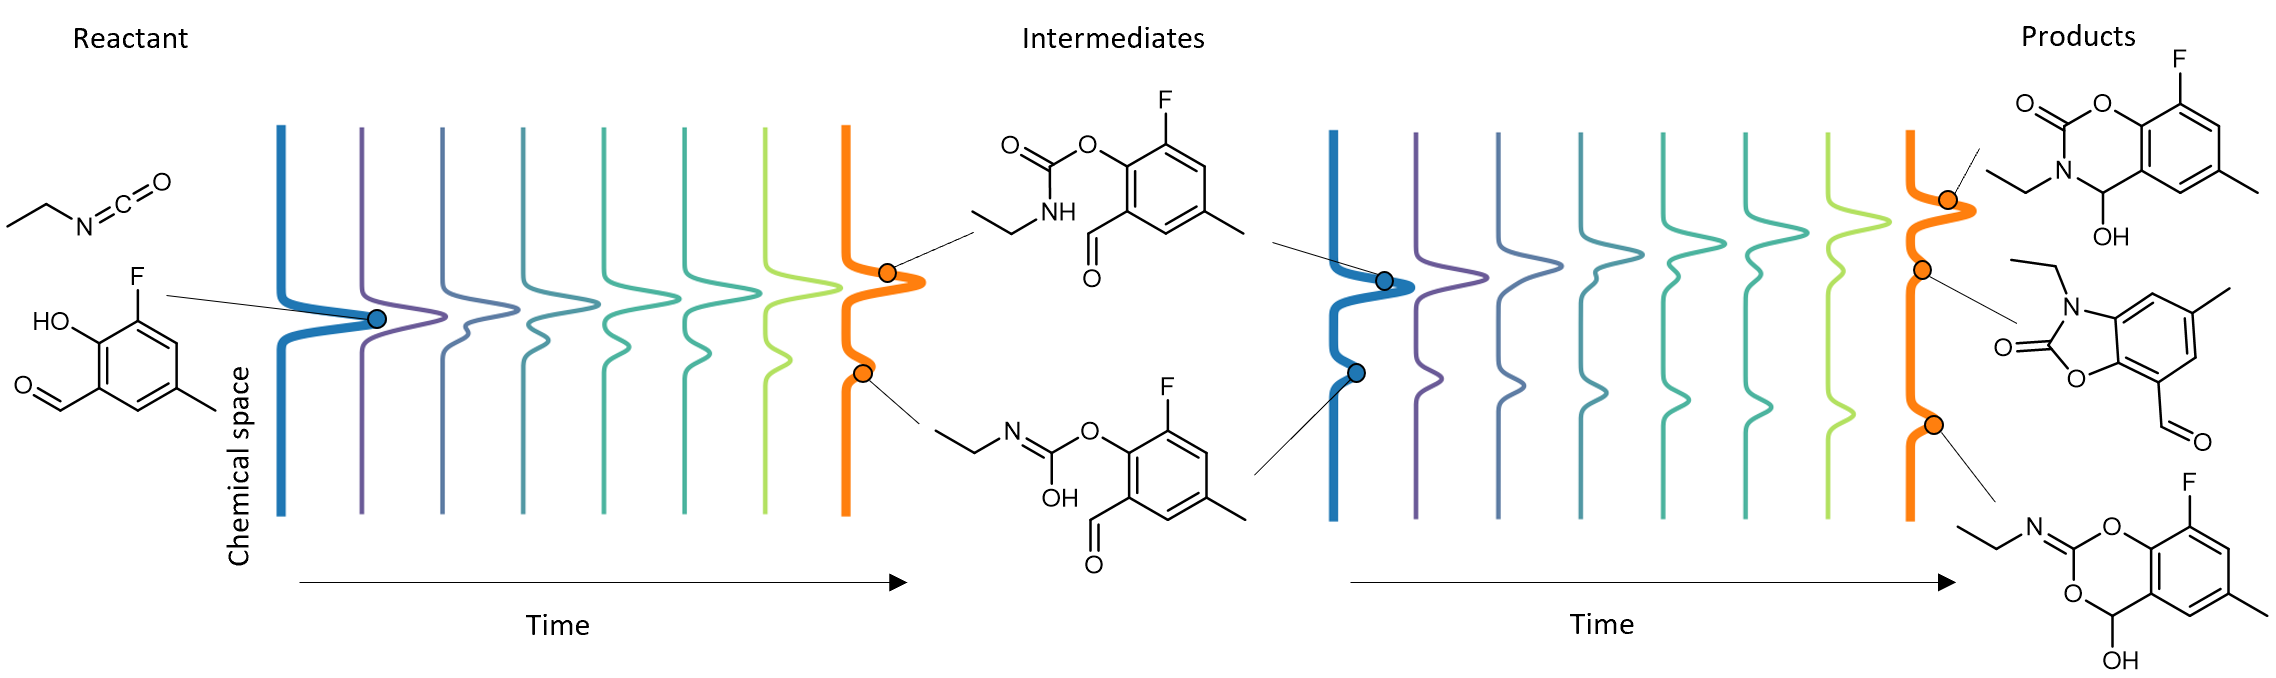 Reactant
Intermediates
Products
N
C
O
HO
F
O
Chemical space
Time
F
O
O
NH
O
F
N
O
OH
O
Time
F
O
O
N
OH
N
O
O
O
F
N
O
O
OH